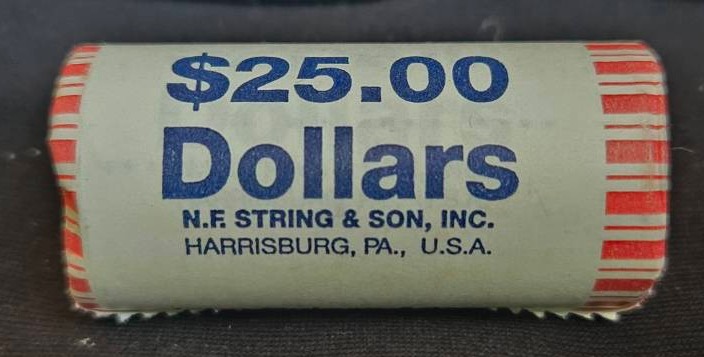 $25.00
Dollars
N.F. STRING & SON, INC.
HARRISBURG, PA., U.S.A.